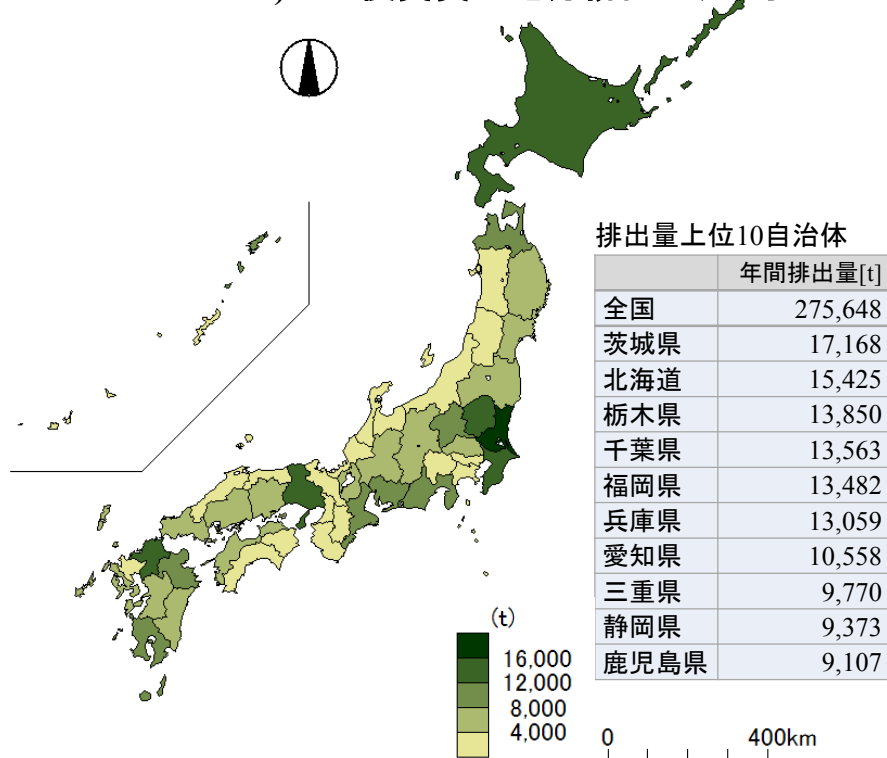 排出量上位10自治体
年間排出量[t]
全国 275,648
茨城県 17,168
北海道 15,425
栃木県 13,850
千葉県 13,563
福岡県 13,482
兵庫県 13,059
愛知県 10,558
三重県 9,770
静岡県 9,373
鹿児島県 9,107
(t)
16,000
12,000
8,000
4,000
0 400km